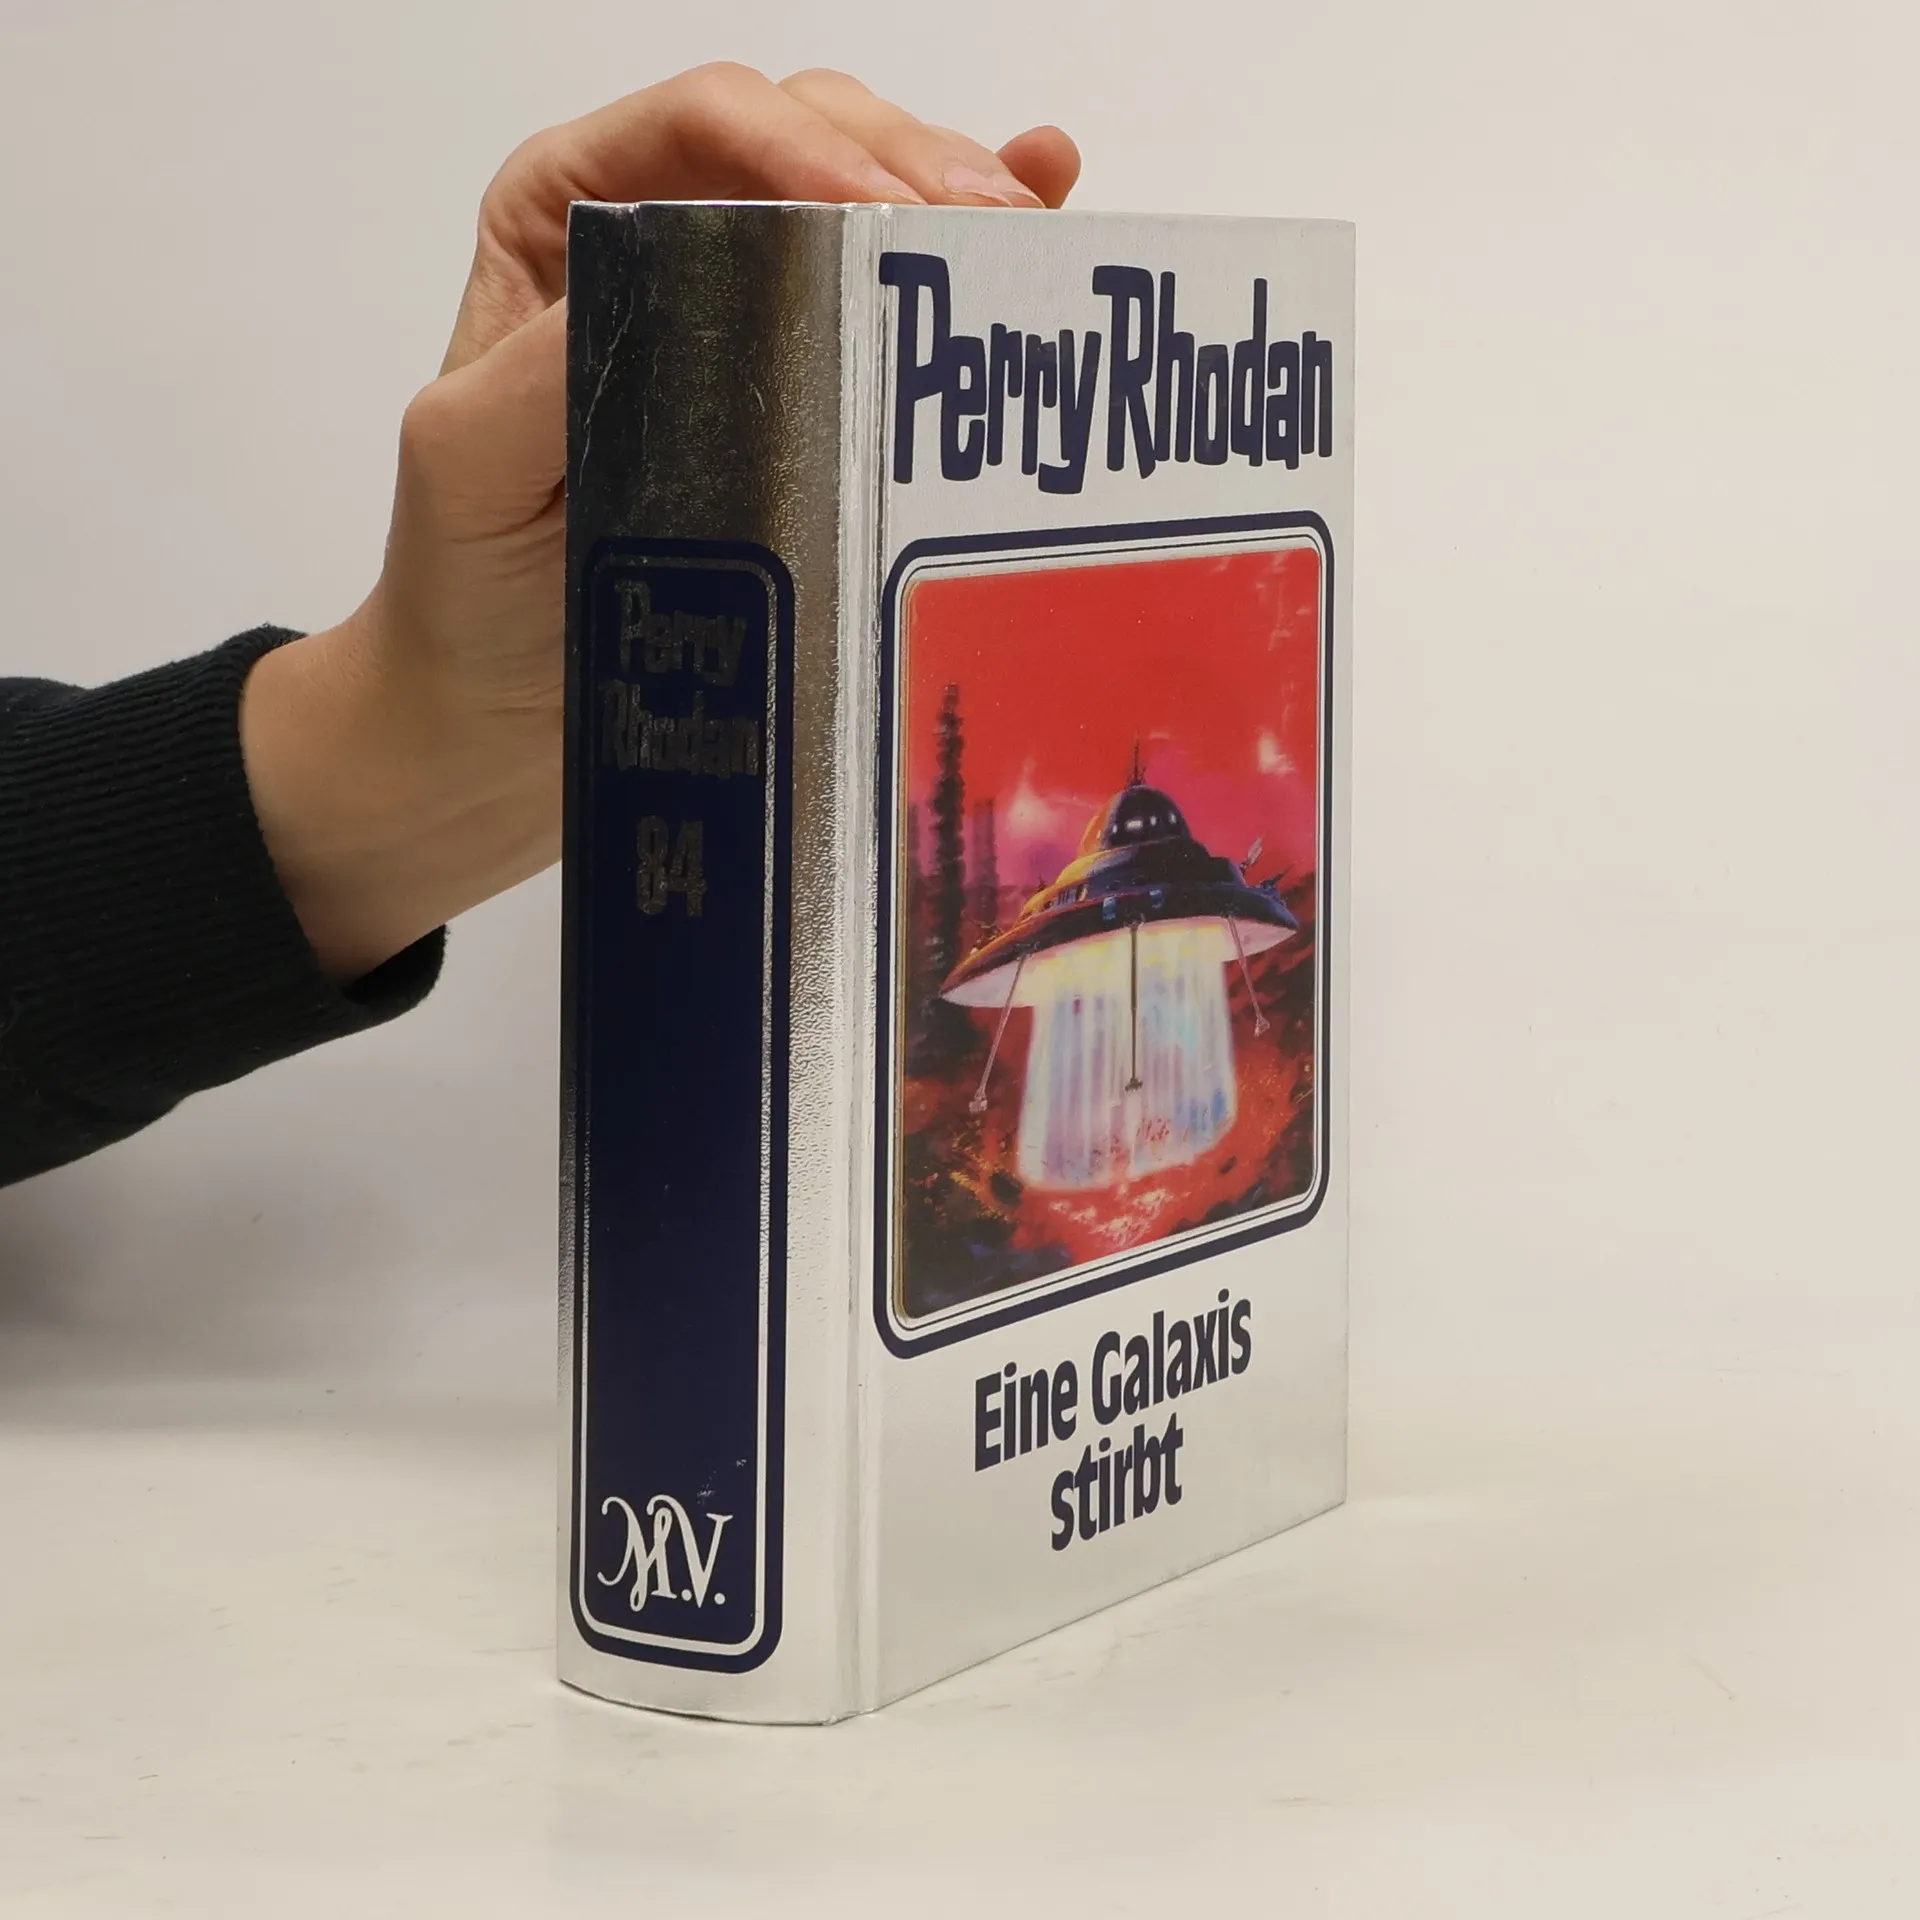 Perry
Rhodan
84
M.V.
Perry Rhodan
Eine Galaxis
stirbt